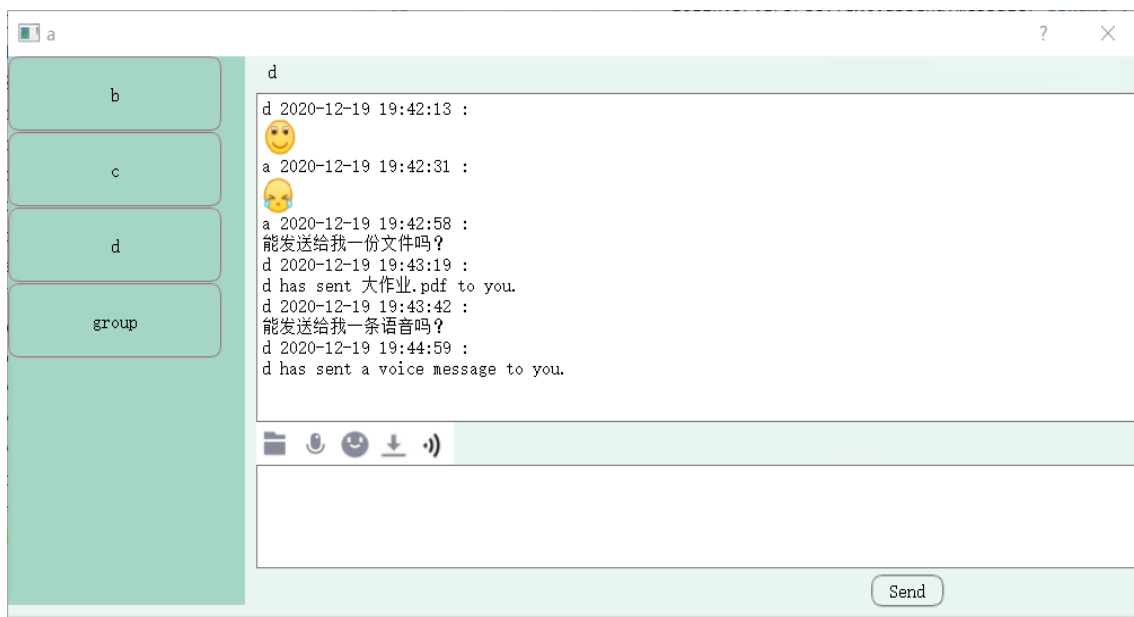 a
?
b
c
d
group
d
d 2020-12-19 19:42:13 :
a 2020-12-19 19:42:31 :
a 2020-12-19 19:42:58 :
能发送给我一份文件吗？
d 2020-12-19 19:43:19 :
d has sent 大作业.pdf to you.
d 2020-12-19 19:43:42 :
能发送给我一条语音吗？
d 2020-12-19 19:44:59 :
d has sent a voice message to you.
Send